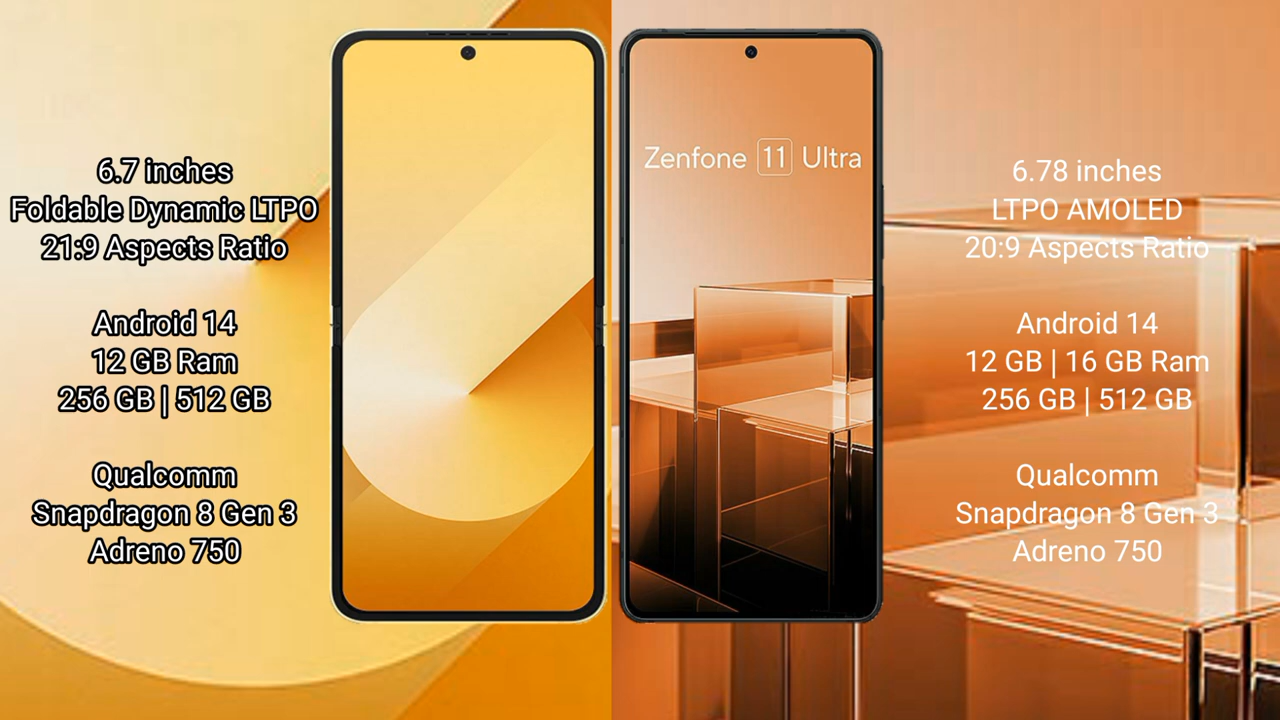 6.7 inches
Foldable Dynamic LTPO
21:9 Aspects Ratio
Android 14
12 GB Ram
256 GB | 512 GB
Qualcomm
Snapdragon 8 Gen 3
Adreno 750
Zenfone 11 Ultra
6.78 inches
LTPO AMOLED
20:9 Aspects Ratio
Android 14
12 GB | 16 GB Ram
256 GB | 512 GB
Qualcomm
Snapdragon 8 Gen 3
Adreno 750